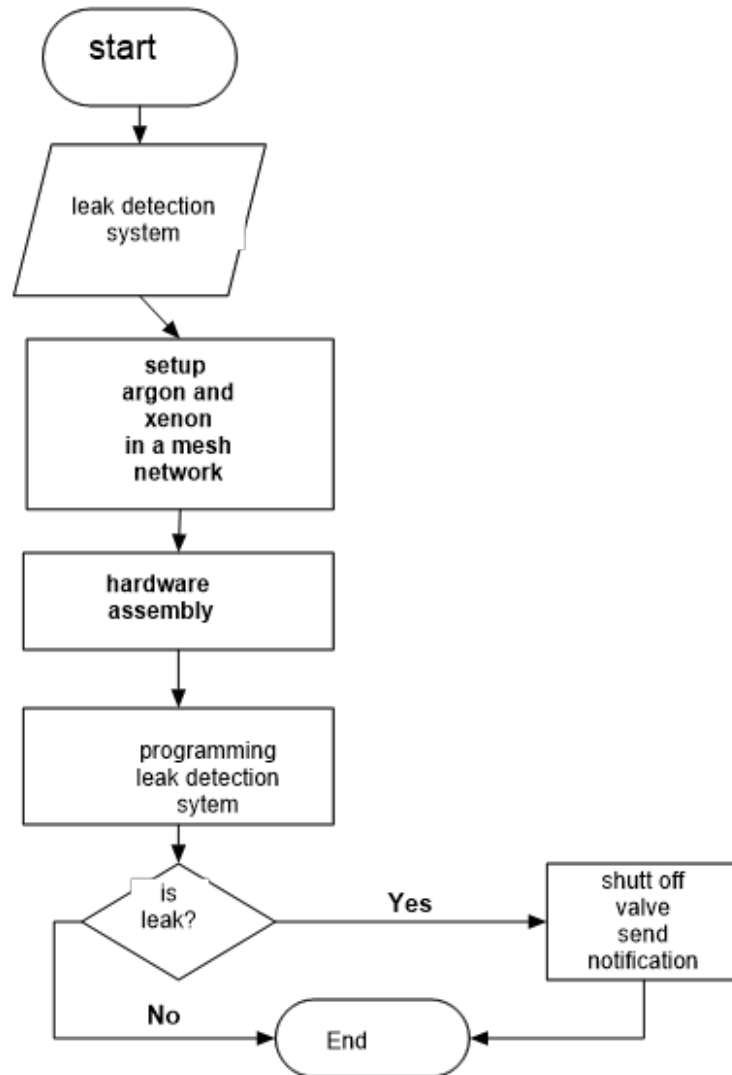 start
leak detection
system
setup
argon and
xenon
in a mesh
network
hardware
assembly
programming
leak detection
sytem
is
leak?
Yes
shutt off
valve
send
notification
No
End